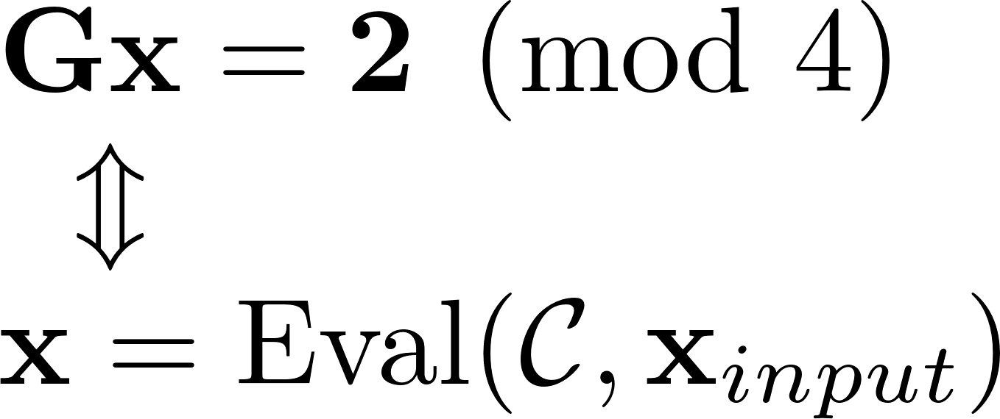 Gx = 2 (mod 4)
⇕
x = Eval(𝒞, x_input)